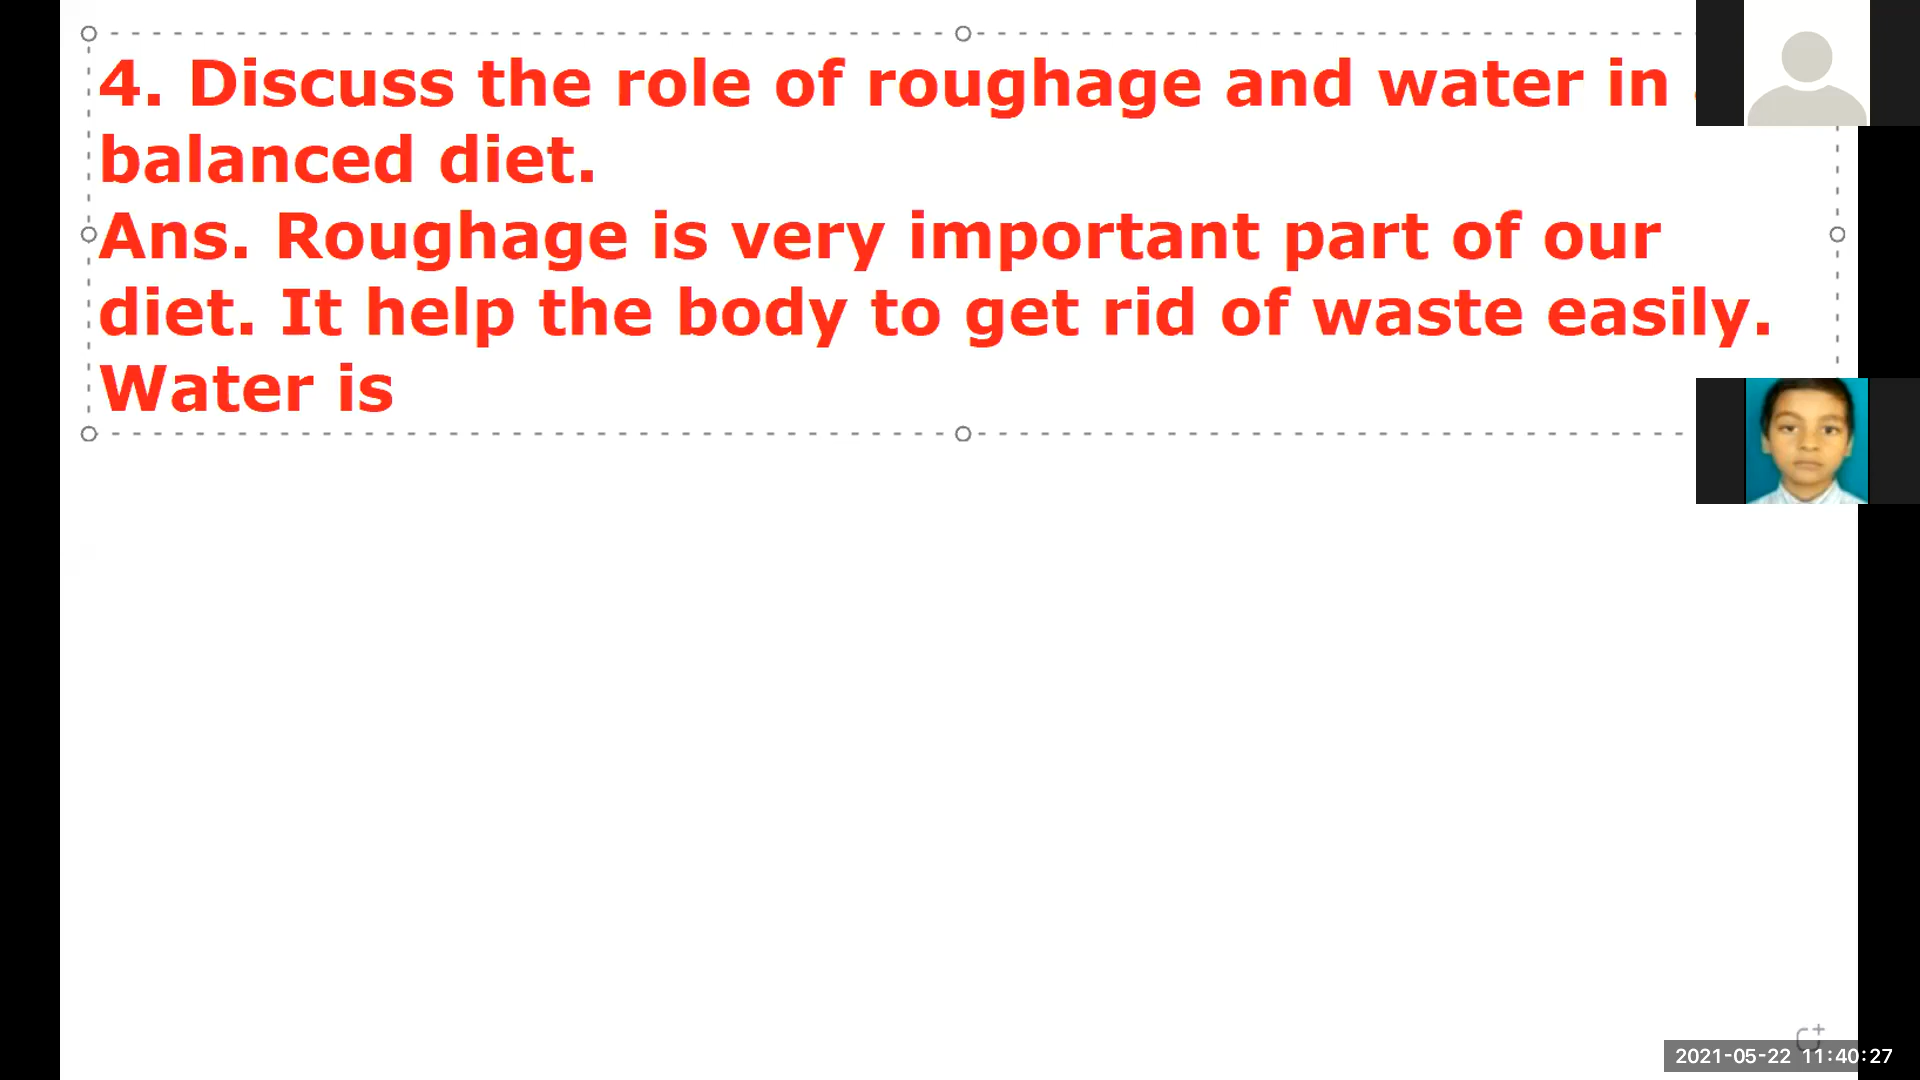 4. Discuss the role of roughage and water in
balanced diet.
Ans. Roughage is very important part of our
diet. It help the body to get rid of waste easily.
Water is
2021-05-22 11:40:27